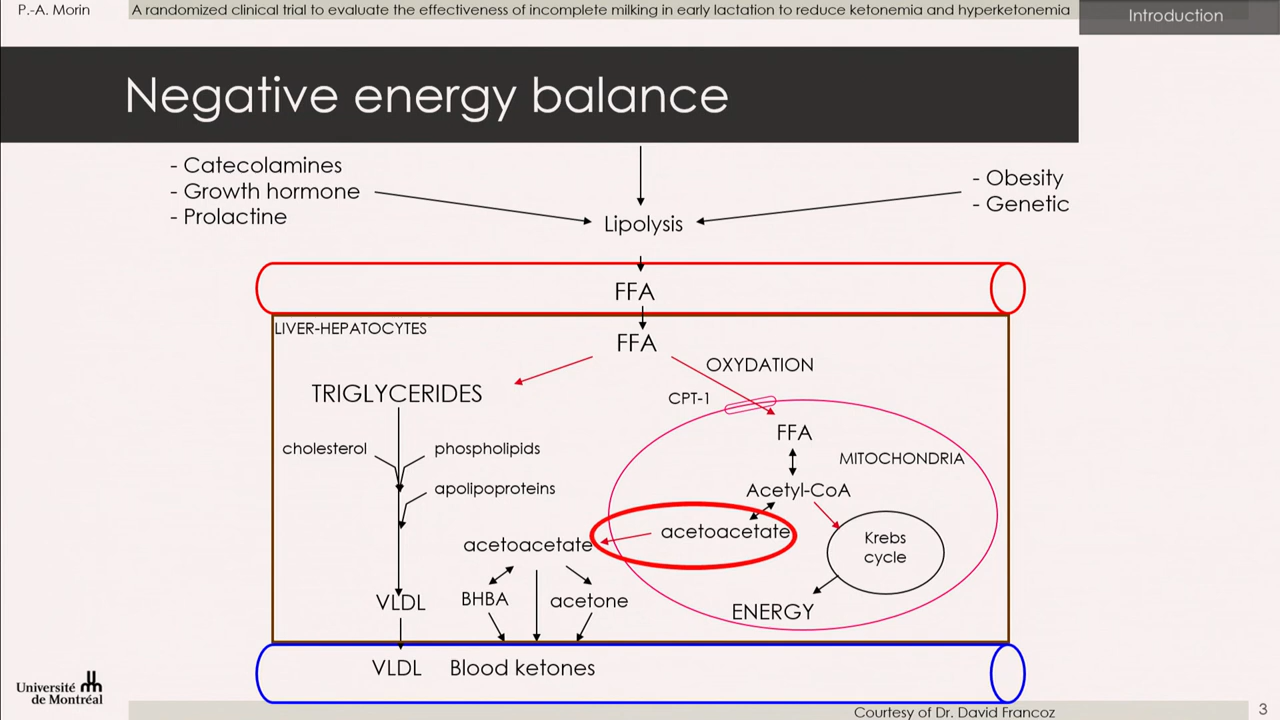 P.-A. Morin
A randomized clinical trial to evaluate the effectiveness of incomplete milking in early lactation to reduce ketonemia and hyperketonemia
Introduction
Negative energy balance
- Catecolamines
- Growth hormone
- Prolactine
- Obesity
- Genetic
Lipolysis
FFA
LIVER-HEPATOCYTES
FFA
OXYDATION
TRIGLYCERIDES
CPT-1
FFA
cholesterol
phospholipids
MITOCHONDRIA
apolipoproteins
Acetyl-CoA
acetoacetate
acetoacetate
Krebs
cycle
VLDL
BHBA
acetone
ENERGY
VLDL
Blood ketones
Université
de Montréal
Courtesy of Dr. David Francoz
3